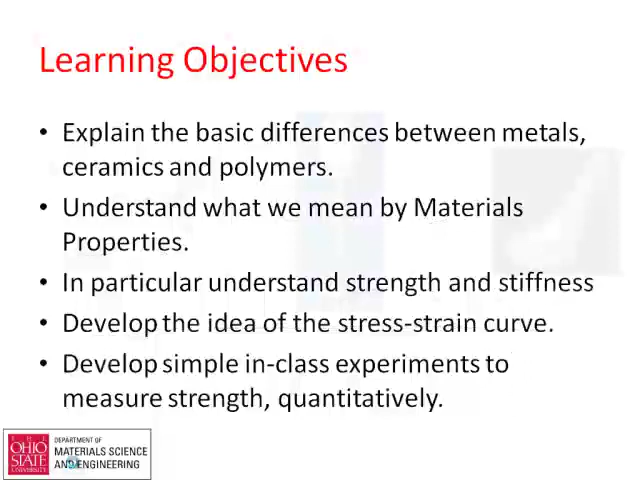 Learning Objectives
• Explain the basic differences between metals,
ceramics and polymers.
• Understand what we mean by Materials
Properties.
• In particular understand strength and stiffness
• Develop the idea of the stress-strain curve.
• Develop simple in-class experiments to
measure strength, quantitatively.
T · H · E
OHIO
STATE
UNIVERSITY
DEPARTMENT OF
MATERIALS SCIENCE
AND ENGINEERING